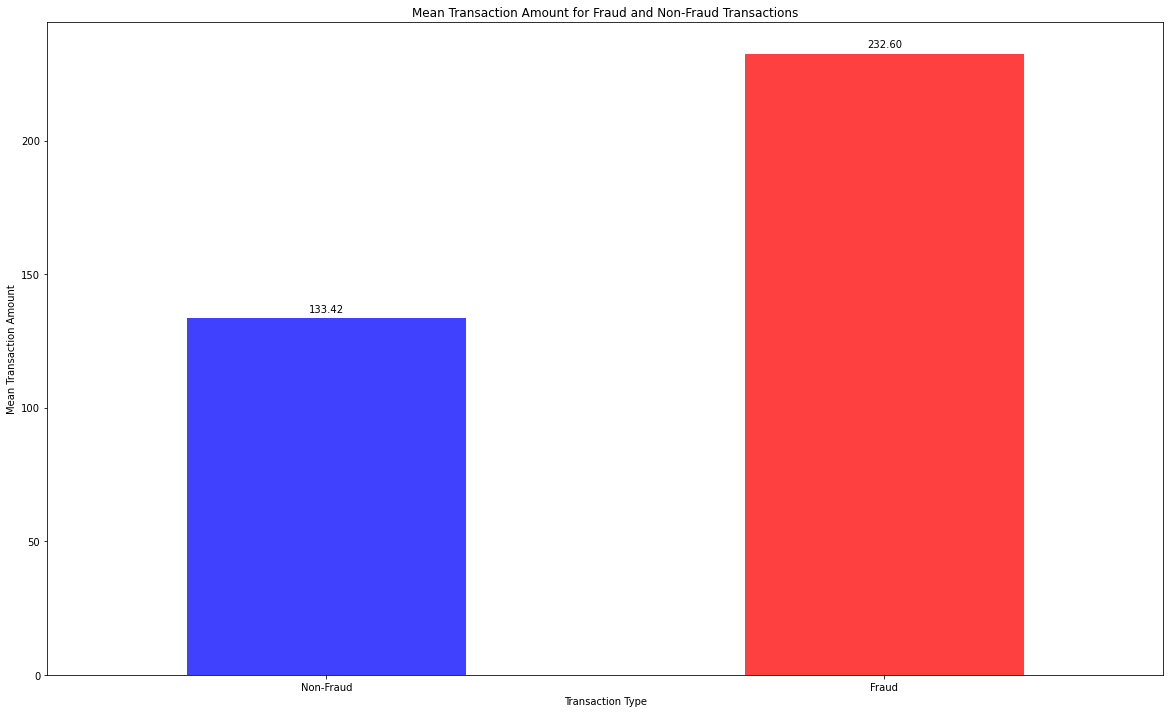 Mean Transaction Amount for Fraud and Non-Fraud Transactions
232.60
200
150
133.42
Mean Transaction Amount
100
50
0
Non-Fraud
Fraud
Transaction Type